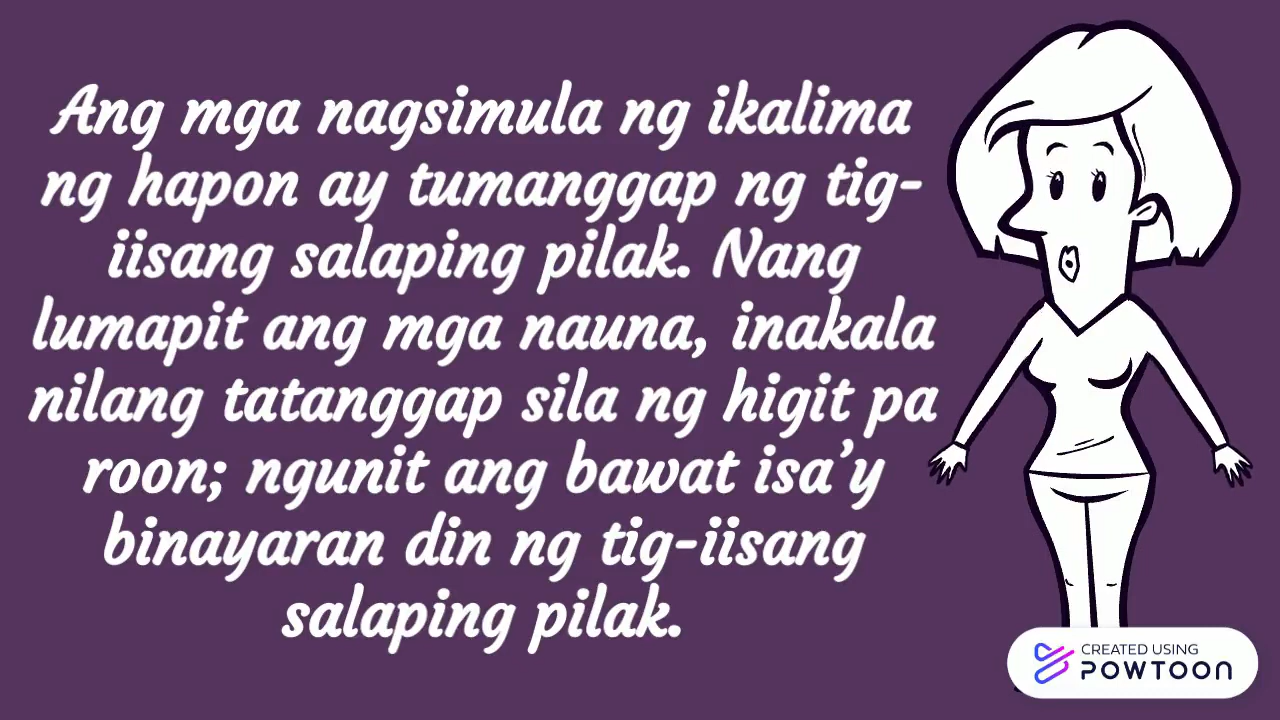 Ang mga nagsimula ng ikalima
ng hapon ay tumanggap ng tig-
iisang salaping pilak. Nang
lumapit ang mga nauna, inakala
nilang tatanggap sila ng higit pa
roon; ngunit ang bawat isa’y
binayaran din ng tig-iisang
salaping pilak.
CREATED USING
POWTOON